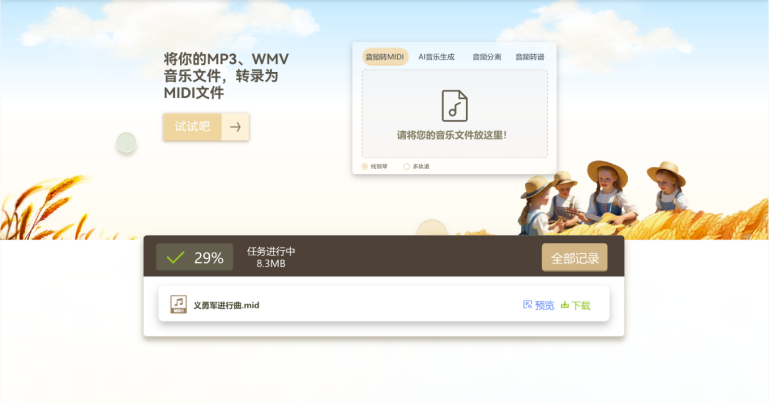 将你的MP3、WMV
音乐文件，转录为
MIDI文件
试试吧
音频转MIDI AI音乐生成 音频分离 音频转谱
请将您的音乐文件放这里！
纯钢琴 多轨道
29%
任务进行中
8.3MB
全部记录
义勇军进行曲.mid
预览 下载